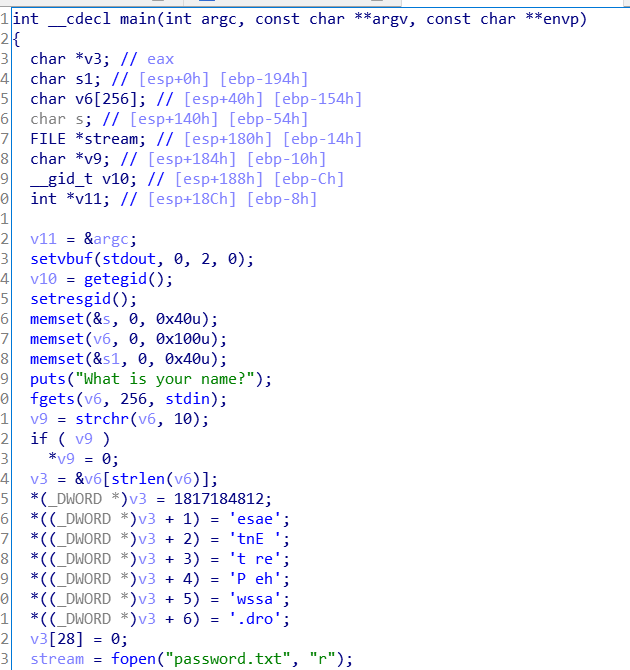 1 int __cdecl main(int argc, const char **argv, const char **envp)
2 {
3 char *v3; // eax
4 char s1; // [esp+0h] [ebp-194h]
5 char v6[256]; // [esp+40h] [ebp-154h]
6 char s; // [esp+140h] [ebp-54h]
7 FILE *stream; // [esp+180h] [ebp-14h]
8 char *v9; // [esp+184h] [ebp-10h]
9 __gid_t v10; // [esp+188h] [ebp-Ch]
0 int *v11; // [esp+18Ch] [ebp-8h]
1
2 v11 = &argc;
3 setvbuf(stdout, 0, 2, 0);
4 v10 = getegid();
5 setresgid();
6 memset(&s, 0, 0x40u);
7 memset(v6, 0, 0x100u);
8 memset(&s1, 0, 0x40u);
9 puts("What is your name?");
0 fgets(v6, 256, stdin);
1 v9 = strchr(v6, 10);
2 if ( v9 )
3 *v9 = 0;
4 v3 = &v6[strlen(v6)];
5 *(_DWORD *)v3 = 1817184812;
6 *((_DWORD *)v3 + 1) = 'esae';
7 *((_DWORD *)v3 + 2) = 'tnE ';
8 *((_DWORD *)v3 + 3) = 't re';
9 *((_DWORD *)v3 + 4) = 'P eh';
0 *((_DWORD *)v3 + 5) = 'wssa';
1 *((_DWORD *)v3 + 6) = '.dro';
2 v3[28] = 0;
3 stream = fopen("password.txt", "r");